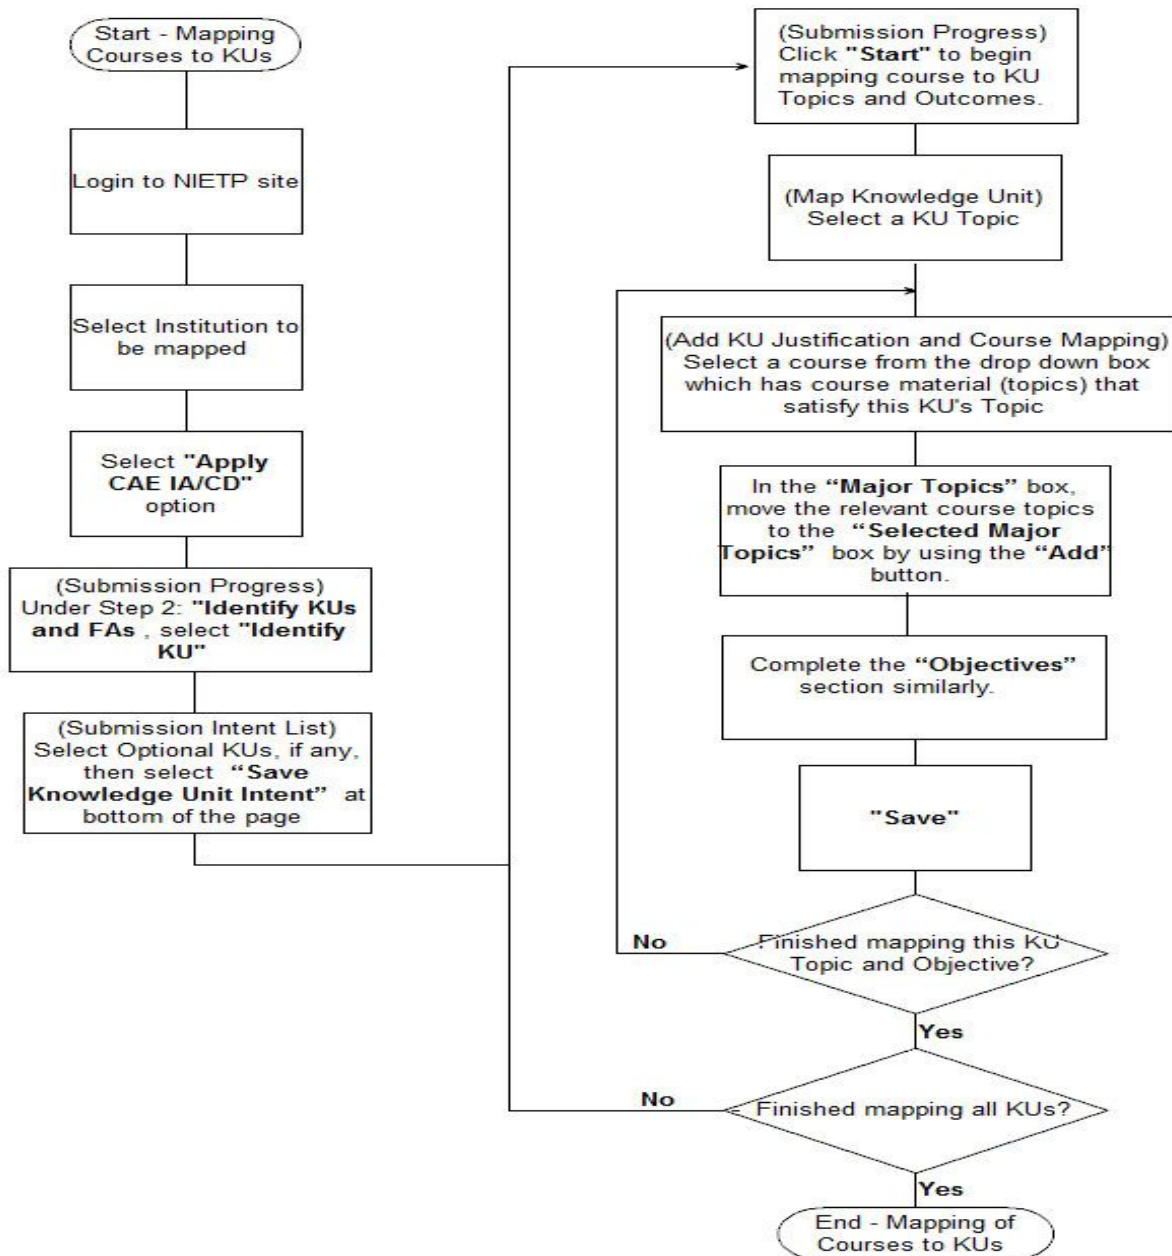 Start - Mapping
Courses to KUs
Login to NIETP site
Select Institution to
be mapped
Select "Apply
CAE IA/CD"
option
(Submission Progress)
Under Step 2: "Identify KUs
and FAs , select "Identify
KU"
(Submission Intent List)
Select Optional KUs, if any,
then select “Save
Knowledge Unit Intent” at
bottom of the page
(Submission Progress)
Click "Start" to begin
mapping course to KU
Topics and Outcomes.
(Map Knowledge Unit)
Select a KU Topic
(Add KU Justification and Course Mapping)
Select a course from the drop down box
which has course material (topics) that
satisfy this KU's Topic
In the “Major Topics” box,
move the relevant course topics
to the “Selected Major
Topics” box by using the “Add”
button.
Complete the “Objectives”
section similarly.
"Save"
Finished mapping this KU
Topic and Objective?
No
Yes
Finished mapping all KUs?
No
Yes
End - Mapping of
Courses to KUs